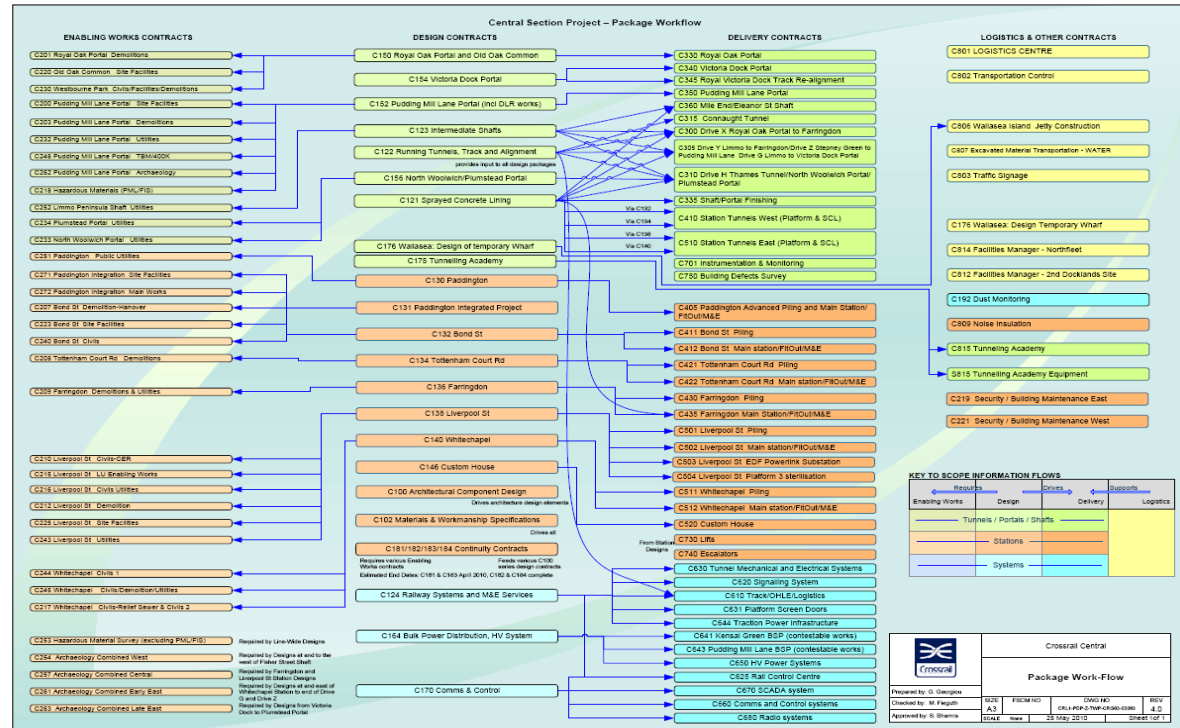 Central Section Project – Package Workflow
ENABLING WORKS CONTRACTS
C201 Royal Oak Portal Demolitions
C220 Old Oak Common Site Facilities
C230 Westbourne Park Civils/Facilities/Demolitions
C200 Pudding Mill Lane Portal Site Facilities
C203 Pudding Mill Lane Portal Demolitions
C232 Pudding Mill Lane Portal Utilities
C348 Pudding Mill Lane Portal TBM/400K
C262 Pudding Mill Lane Portal Archaeology
C218 Hazardous Materials (PML/FIS)
C252 Limmo Peninsula Shaft Utilities
C234 Plumstead Portal Utilities
C233 North Woolwich Portal Utilities
C251 Paddington Public Utilities
C271 Paddington Integration Site Facilities
C272 Paddington Integration Main Works
C207 Bond St Demolition-Hanover
C223 Bond St Site Facilities
C240 Bond St Civils
C208 Tottenham Court Rd Demolitions
C209 Farringdon Demolitions & Utilities
C210 Liverpool St Civils-OER
C215 Liverpool St LU Enabling Works
C216 Liverpool St Civils Utilities
C212 Liverpool St Demolition
C225 Liverpool St Site Facilities
C243 Liverpool St Utilities
C244 Whitechapel Civils 1
C246 Whitechapel Civils/Demolition/Utilities
C217 Whitechapel Civils-Relief Sewer & Civils 2
C253 Hazardous Material Survey (excluding PML/FIS)
Required by Line-Wide Designs
C254 Archaeology Combined West
Required by Designs at and to the
west of Fisher Street Shaft
C257 Archaeology Combined Central
Required by Farringdon and
Liverpool St Station Designs
C261 Archaeology Combined Early East
Required by Designs at and east of
Whitechapel Station to end of Drive
G and Drive Z
C263 Archaeology Combined Late East
Required by Designs from Victoria
Dock to Plumstead Portal
DESIGN CONTRACTS
C150 Royal Oak Portal and Old Oak Common
C154 Victoria Dock Portal
C152 Pudding Mill Lane Portal (incl DLR works)
C123 Intermediate Shafts
C122 Running Tunnels, Track and Alignment
provides input to all design packages
C156 North Woolwich/Plumstead Portal
C121 Sprayed Concrete Lining
C176 Wallasea: Design of temporary Wharf
C175 Tunnelling Academy
C130 Paddington
C131 Paddington Integrated Project
C132 Bond St
C134 Tottenham Court Rd
C136 Farringdon
C138 Liverpool St
C140 Whitechapel
C146 Custom House
C100 Architectural Component Design
Drives architecture design elements
C102 Materials & Workmanship Specifications
Drives all
C181/182/183/184 Continuity Contracts
Requires various Enabling
Works contracts
Feeds various C100
series design contracts
Estimated End Dates: C181 & C183 April 2010, C182 & C184 complete
C124 Railway Systems and M&E Services
C164 Bulk Power Distribution, HV System
C170 Comms & Control
Via C132
Via C134
Via C138
Via C140
From Station
Designs
DELIVERY CONTRACTS
C330 Royal Oak Portal
C340 Victoria Dock Portal
C345 Royal Victoria Dock Track Re-alignment
C350 Pudding Mill Lane Portal
C360 Mile End/Eleanor St Shaft
C315 Connaught Tunnel
C300 Drive X Royal Oak Portal to Farringdon
C305 Drive Y Limmo to Farringdon/Drive Z Stepney Green to
Pudding Mill Lane Drive G Limmo to Victoria Dock Portal
C310 Drive H Thames Tunnel/North Woolwich Portal/
Plumstead Portal
C335 Shaft/Portal Finishing
C410 Station Tunnels West (Platform & SCL)
C510 Station Tunnels East (Platform & SCL)
C701 Instrumentation & Monitoring
C750 Building Defects Survey
C405 Paddington Advanced Piling and Main Station/
FitOut/M&E
C411 Bond St Piling
C412 Bond St Main station/FitOut/M&E
C421 Tottenham Court Rd Piling
C422 Tottenham Court Rd Main station/FitOut/M&E
C430 Farringdon Piling
C435 Farringdon Main Station/FitOut/M&E
C501 Liverpool St Piling
C502 Liverpool St Main station/FitOut/M&E
C503 Liverpool St EDF Powerlink Substation
C504 Liverpool St Platform 3 sterilisation
C511 Whitechapel Piling
C512 Whitechapel Main station/FitOut/M&E
C520 Custom House
C730 Lifts
C740 Escalators
C630 Tunnel Mechanical and Electrical Systems
C620 Signalling System
C610 Track/OHLE/Logistics
C631 Platform Screen Doors
C644 Traction Power Infrastructure
C641 Kensal Green BSP (contestable works)
C643 Pudding Mill Lane BSP (contestable works)
C650 HV Power Systems
C625 Rail Control Centre
C670 SCADA system
C660 Comms and Control systems
C680 Radio systems
LOGISTICS & OTHER CONTRACTS
C801 LOGISTICS CENTRE
C802 Transportation Control
C806 Wallasea Island Jetty Construction
C807 Excavated Material Transportation - WATER
C803 Traffic Signage
C176 Wallasea: Design Temporary Wharf
C814 Facilities Manager - Northfleet
C812 Facilities Manager - 2nd Docklands Site
C192 Dust Monitoring
C809 Noise Insulation
C815 Tunnelling Academy
S815 Tunnelling Academy Equipment
C219 Security / Building Maintenance East
C221 Security / Building Maintenance West
KEY TO SCOPE INFORMATION FLOWS
Requires Drives Supports
Enabling Works Design Delivery Logistics
Tunnels / Portals / Shafts
Stations
Systems
Crossrail
Crossrail Central
Package Work-Flow
Prepared by: G. Georgiou
Checked by: M. Fieguth
Approved by: S. Sharma
SIZE
A3
FSCM NO
DWG NO
REV
4.0
SCALE None
25 May 2010
Sheet 1of 1